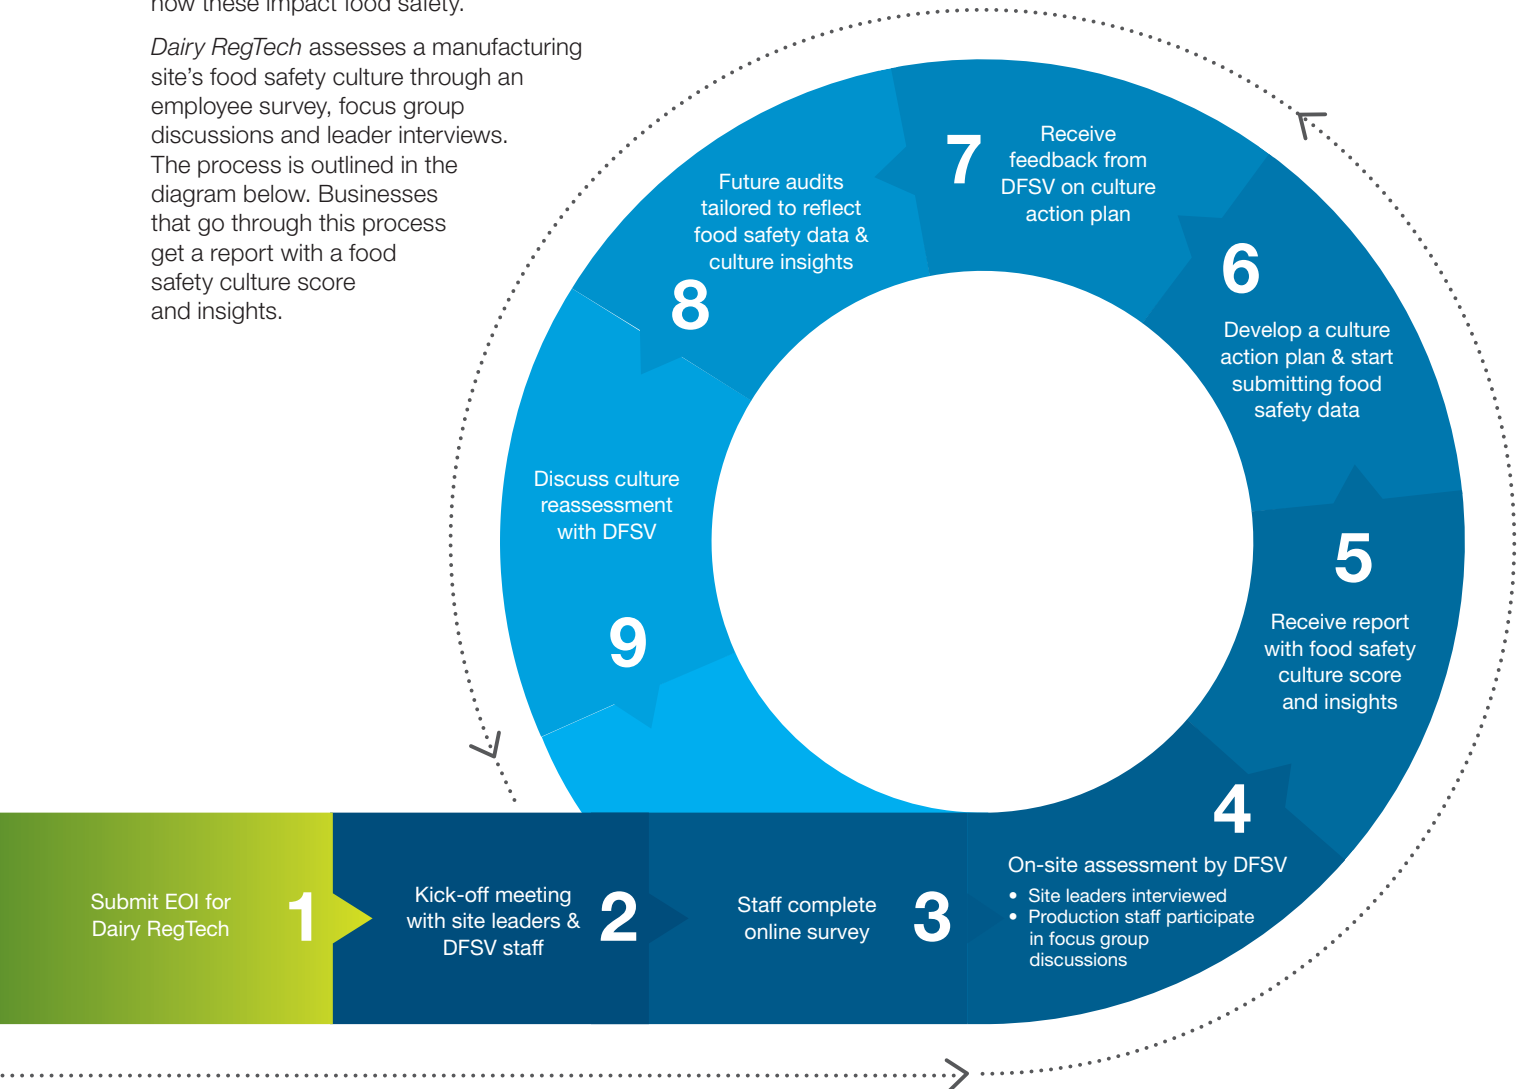 how these impact food safety.
Dairy RegTech assesses a manufacturing
site's food safety culture through an
employee survey, focus group
discussions and leader interviews.
The process is outlined in the
diagram below. Businesses
that go through this process
get a report with a food
safety culture score
and insights.
Submit EOI for
Dairy RegTech
1
Kick-off meeting
with site leaders &
DFSV staff
2
Staff complete
online survey
3
4
On-site assessment by DFSV
• Site leaders interviewed
• Production staff participate
in focus group
discussions
5
Receive report
with food safety
culture score
and insights
6
Develop a culture
action plan & start
submitting food
safety data
7
Receive
feedback from
DFSV on culture
action plan
Future audits
tailored to reflect
food safety data &
culture insights
8
Discuss culture
reassessment
with DFSV
9